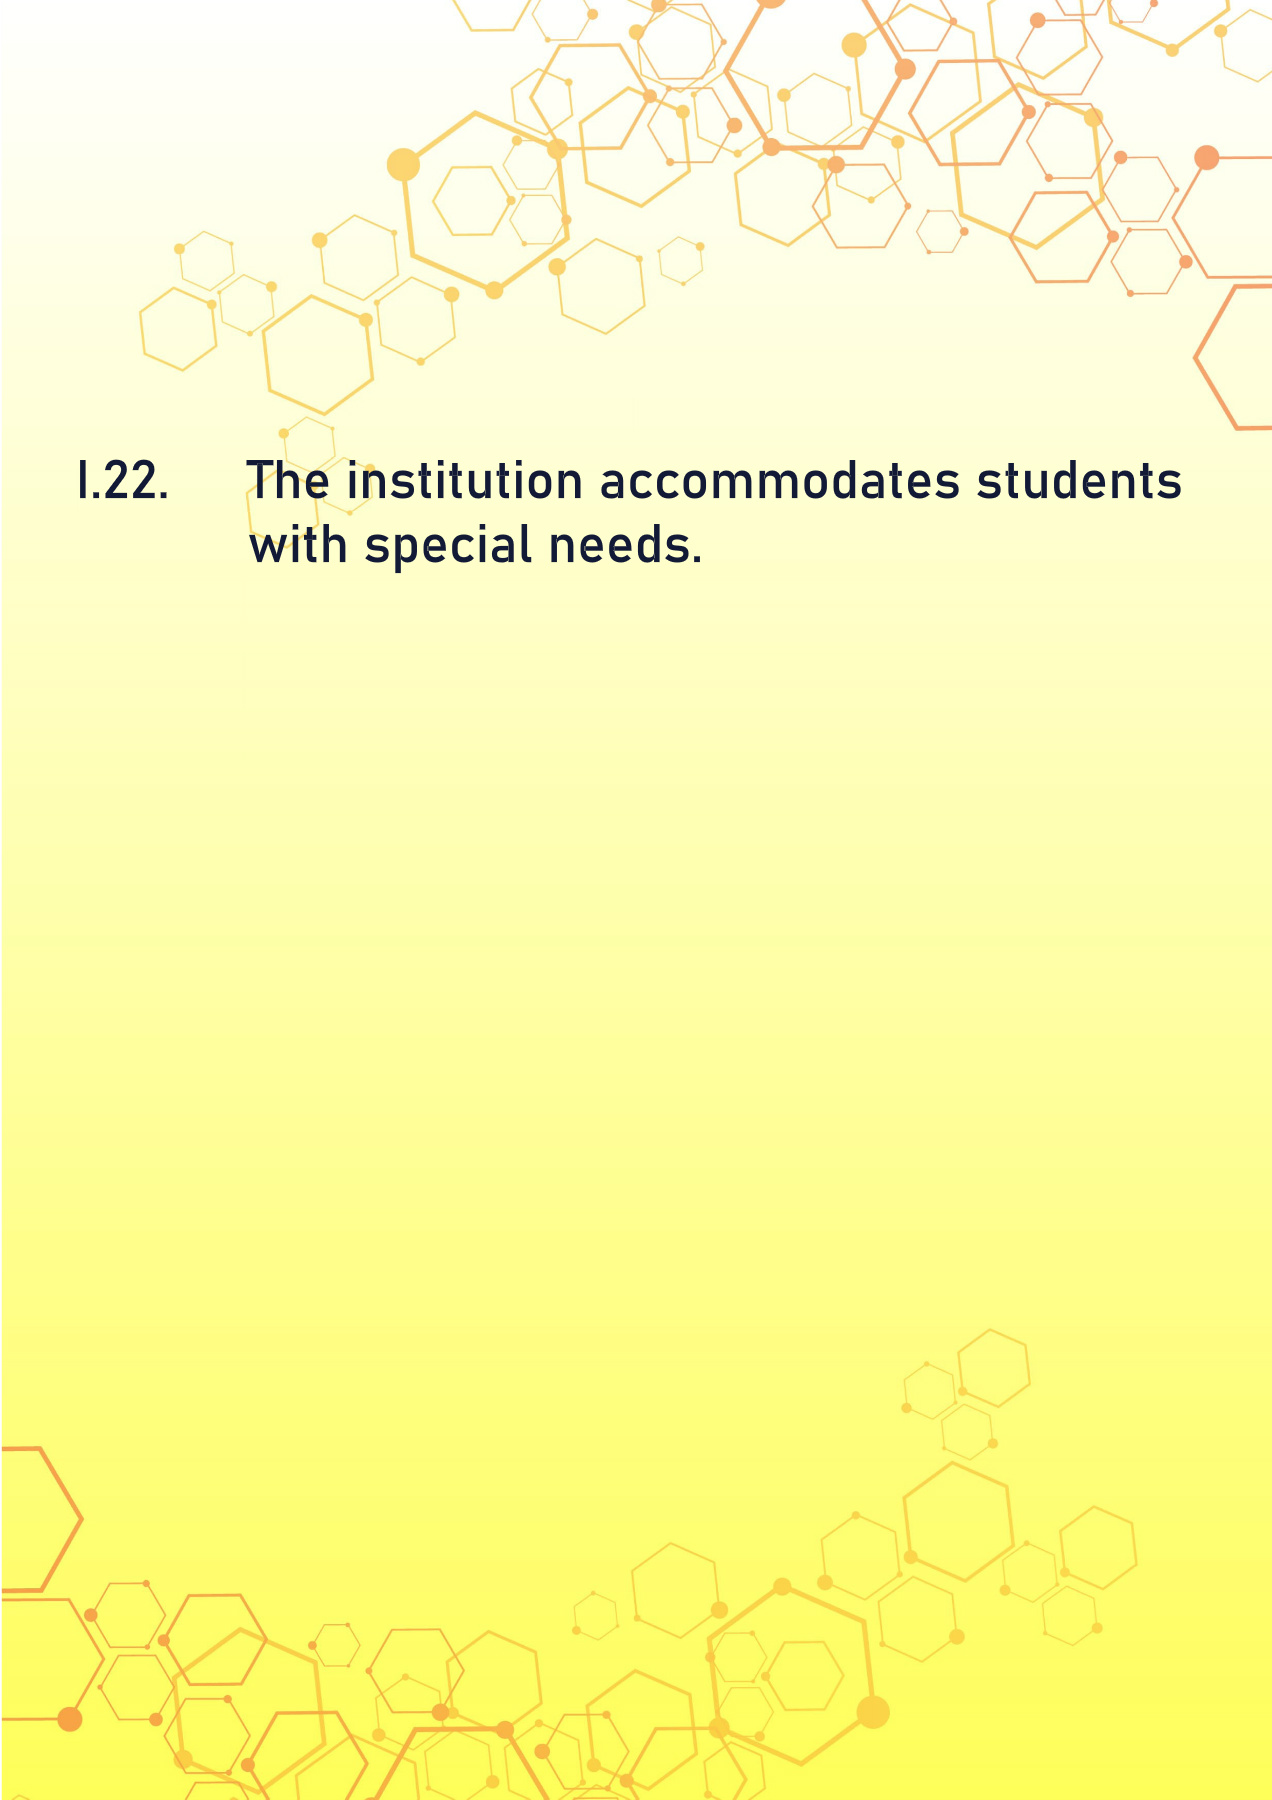 I.22. The institution accommodates students
with special needs.